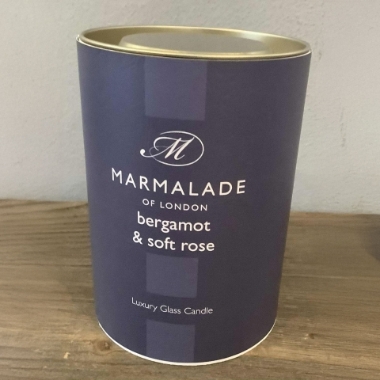 M
MARMALADE
OF LONDON
bergamot
& soft rose
Luxury Glass Candle